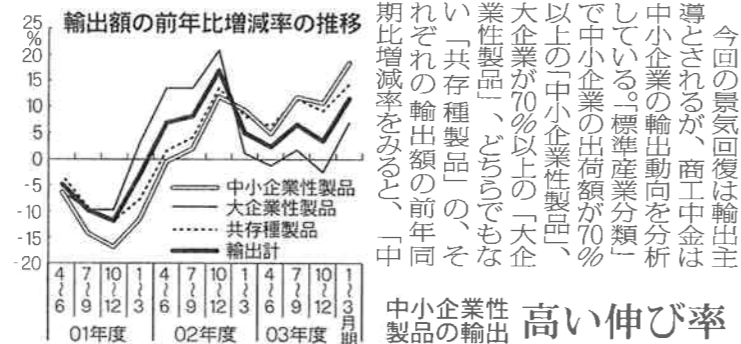 今回の景気回復は輸出主
導とされるが、商工中金は
中小企業の輸出動向を分析
している。「標準産業分類」
で中小企業の出荷額が70%
以上の「中小企業性製品」、
大企業が70%以上の「大企
業性製品」、どちらでもな
い「共存種製品」の、そ
れぞれの輸出額の前年同
期比増減率をみると、「中
中小企業性
製品の輸出
高い伸び率
輸出額の前年比増減率の推移
25
%
20
15
10
5
0
-5
-10
-15
-20
中小企業性製品
大企業性製品
共存種製品
輸出計
4〜6
7〜9
10〜12
1〜3
4〜6
7〜9
10〜12
1〜3
4〜6
7〜9
10〜12
1〜3月期
01年度
02年度
03年度